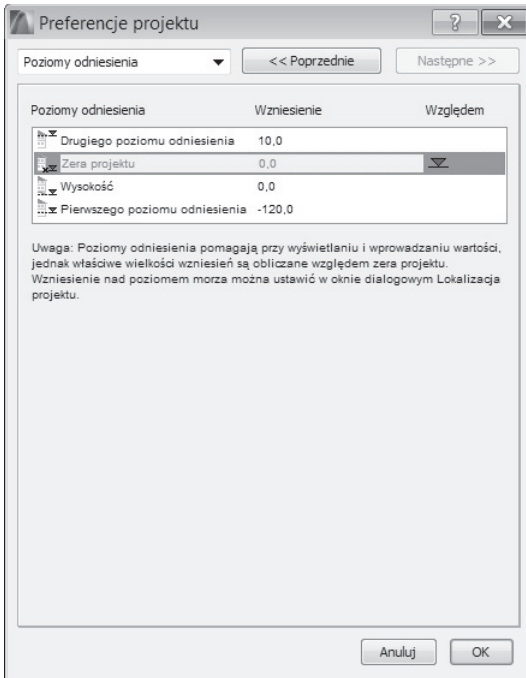 Preferencje projektu
Poziomy odniesienia << Poprzednie Następne >>
Poziomy odniesienia Wzniesienie Względem
Drugiego poziomu odniesienia 10,0
Zera projektu 0,0
Wysokość 0,0
Pierwszego poziomu odniesienia -120,0
Uwaga: Poziomy odniesienia pomagają przy wyświetlaniu i wprowadzaniu wartości,
jednak właściwe wielkości wzniesień są obliczane względem zera projektu.
Wzniesienie nad poziomem morza można ustawić w oknie dialogowym Lokalizacja
projektu.
Anuluj OK